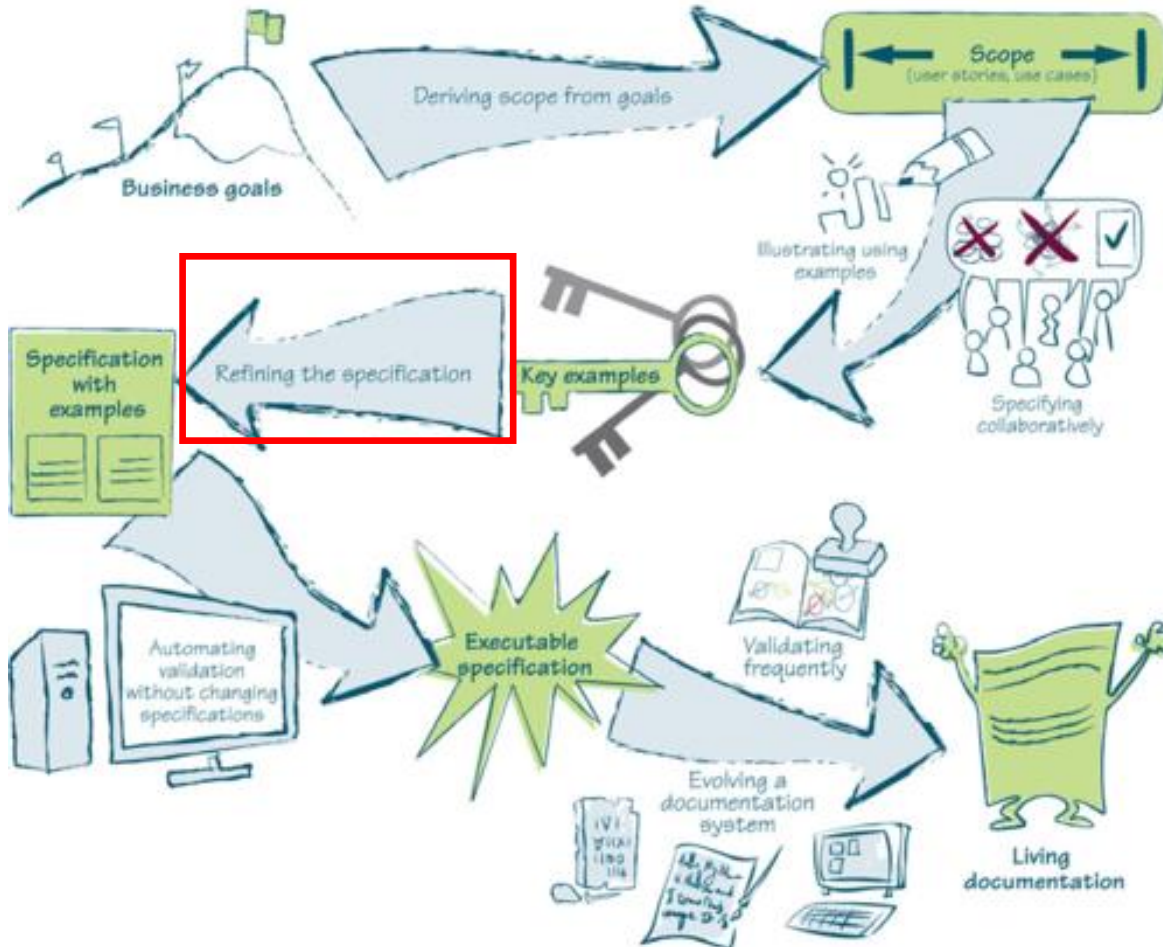 Deriving scope from goals
Scope
(user stories, use cases)
Business goals
Illustrating using
examples
Specifying
collaboratively
Key examples
Refining the specification
Specification
with
examples
Automating
validation
without changing
specifications
Executable
specification
Validating
frequently
Evolving a
documentation
system
Living
documentation